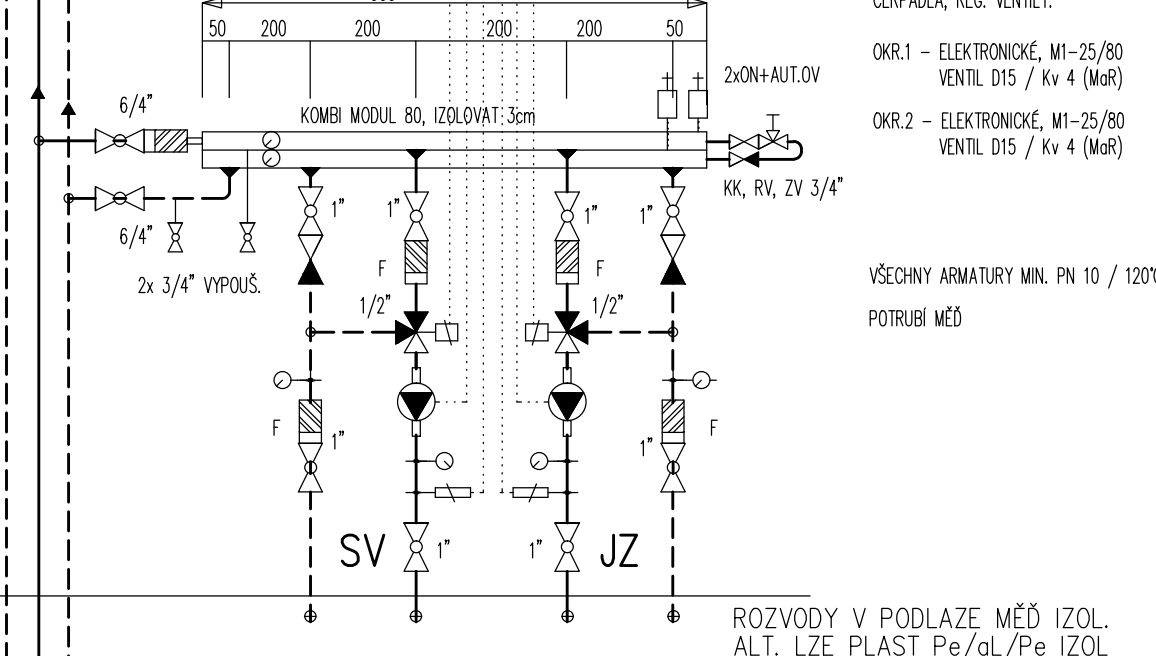 ČERPADLA, REG. VENTILY:
50 200 200 200 200 50
2xON+AUT.OV
OKR.1 - ELEKTRONICKÉ, M1-25/80
VENTIL D15 / Kv 4 (MaR)
6/4"
KOMBI MODUL 80, IZOLOVAT 3cm
OKR.2 - ELEKTRONICKÉ, M1-25/80
VENTIL D15 / Kv 4 (MaR)
KK, RV, ZV 3/4"
1" 1" 1" 1"
6/4"
2x 3/4" VYPOUŠ.
F F
VŠECHNY ARMATURY MIN. PN 10 / 120°C
1/2" 1/2"
POTRUBÍ MĚĎ
F 1" 1" F
SV 1" 1" JZ
ROZVODY V PODLAZE MĚĎ IZOL.
ALT. LZE PLAST Pe/aL/Pe IZOL